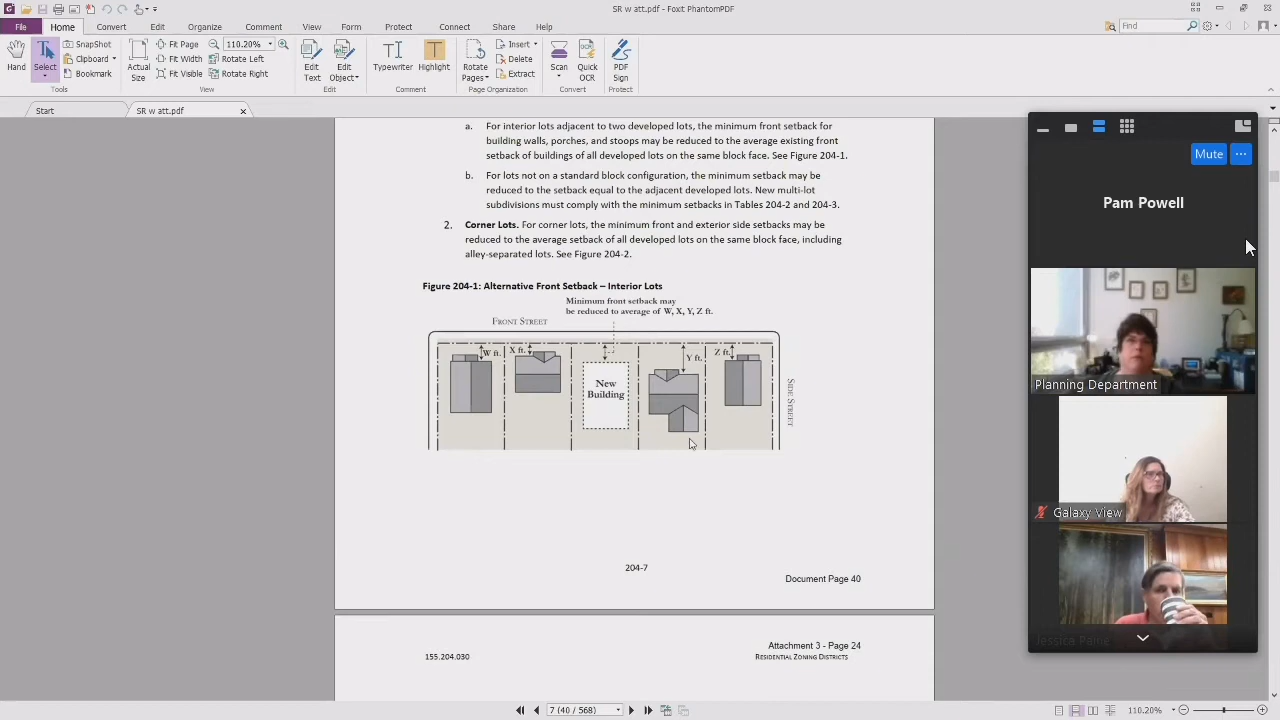 SR w att.pdf - Foxit PhantomPDF
File Home Convert Edit Organize Comment View Form Protect Connect Share Help Find
Hand Select SnapShot Clipboard Bookmark Actual Size Fit Page Fit Width Fit Visible 110.20% Rotate Left Rotate Right Edit Text Edit Object Typewriter Highlight Rotate Pages Insert Delete Extract Scan Quick OCR PDF Sign
Tools View Edit Comment Page Organization Convert Protect
Start SR w att.pdf
a. For interior lots adjacent to two developed lots, the minimum front setback for
building walls, porches, and stoops may be reduced to the average existing front
setback of buildings of all developed lots on the same block face. See Figure 204-1.
b. For lots not on a standard block configuration, the minimum setback may be
reduced to the setback equal to the adjacent developed lots. New multi-lot
subdivisions must comply with the minimum setbacks in Tables 204-2 and 204-3.
2. Corner Lots. For corner lots, the minimum front and exterior side setbacks may be
reduced to the average setback of all developed lots on the same block face, including
alley-separated lots. See Figure 204-2.
Figure 204-1: Alternative Front Setback – Interior Lots
Minimum front setback may
be reduced to average of W, X, Y, Z ft.
FRONT STREET
W ft. X ft. Y ft. Z ft.
New
Building
SIDE STREET
204-7
Document Page 40
Attachment 3 - Page 24
155.204.030 RESIDENTIAL ZONING DISTRICTS
7 (40 / 568) 110.20%
Mute
Pam Powell
Planning Department
Galaxy View